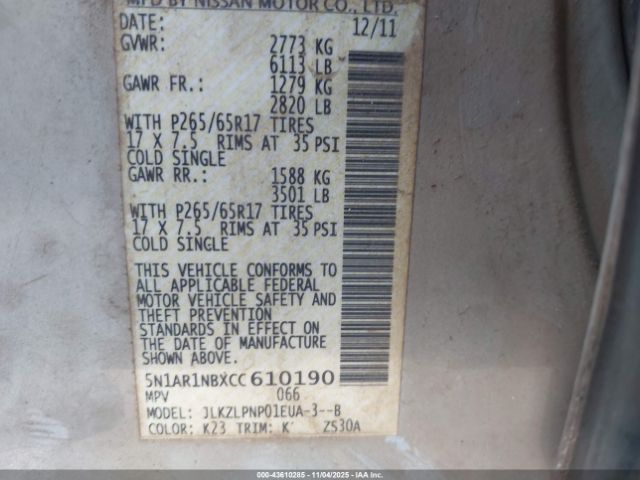 MFD BY NISSAN MOTOR CO., LTD.
DATE: 12/11
GVWR: 2773 KG
6113 LB
GAWR FR.: 1279 KG
2820 LB
WITH P265/65R17 TIRES
17 X 7.5 RIMS AT 35 PSI
COLD SINGLE
GAWR RR.: 1588 KG
3501 LB
WITH P265/65R17 TIRES
17 X 7.5 RIMS AT 35 PSI
COLD SINGLE
THIS VEHICLE CONFORMS TO
ALL APPLICABLE FEDERAL
MOTOR VEHICLE SAFETY AND
THEFT PREVENTION
STANDARDS IN EFFECT ON
THE DATE OF MANUFACTURE
SHOWN ABOVE.
5N1AR1NBXCC610190
MPV 066
MODEL: JLKZLPNP01EUA-3--B
COLOR: K23 TRIM: K ZS30A
000-43610285 - 11/04/2025 - IAAI.COM